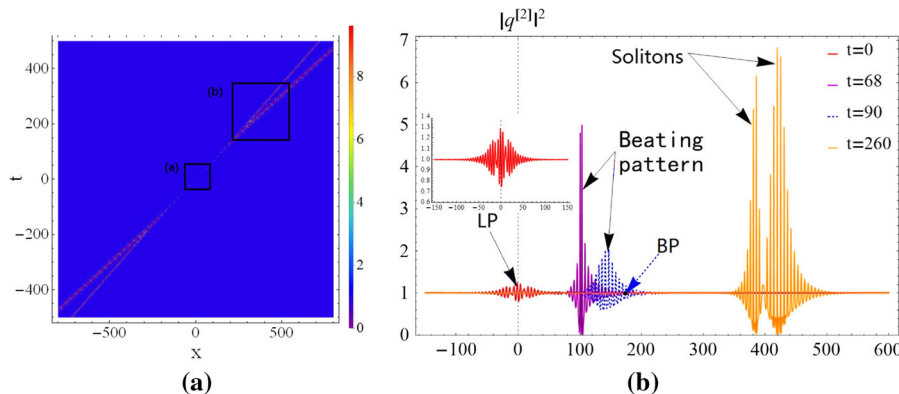 |q^{[2]}|^2
400
200
0
−200
−400
t
(b)
(a)
−500
0
500
x
8
6
4
2
0
(a)
7
6
5
4
3
2
1
0
Solitons
t=0
t=68
t=90
t=260
Beating
pattern
LP
BP
1.4
1.3
1.2
1.1
1.0
0.9
0.8
0.7
0.6
−150 −100 −50 0 50 100 150
−100 0 100 200 300 400 500 600
(b)